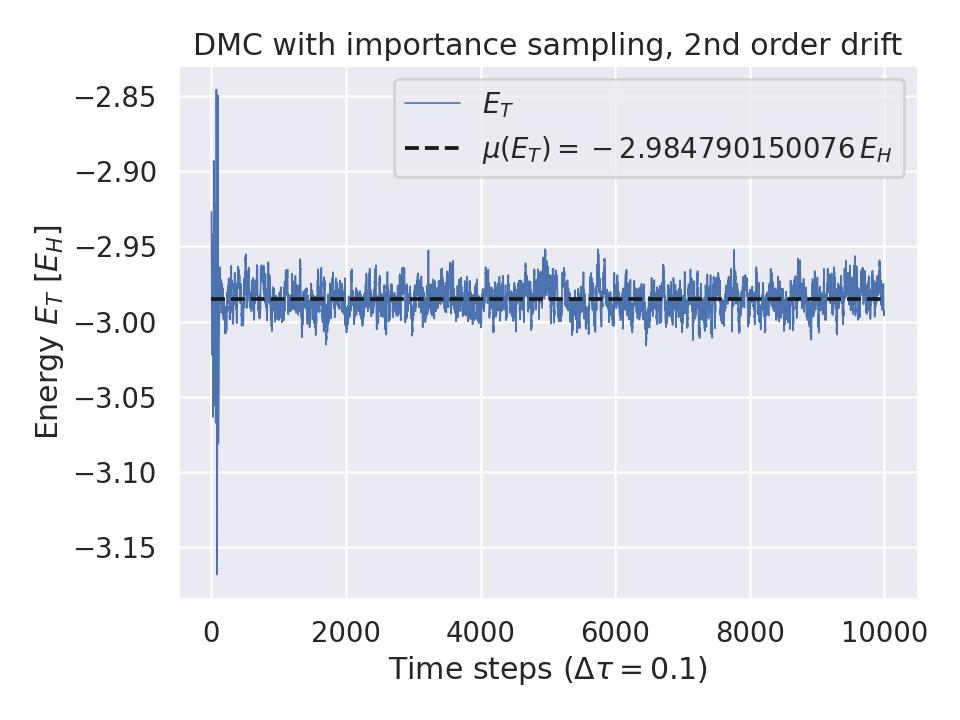 DMC with importance sampling, 2nd order drift
E_T
μ(E_T) = −2.984790150076 E_H
Energy E_T [E_H]
−2.85
−2.90
−2.95
−3.00
−3.05
−3.10
−3.15
0 2000 4000 6000 8000 10000
Time steps (Δτ = 0.1)